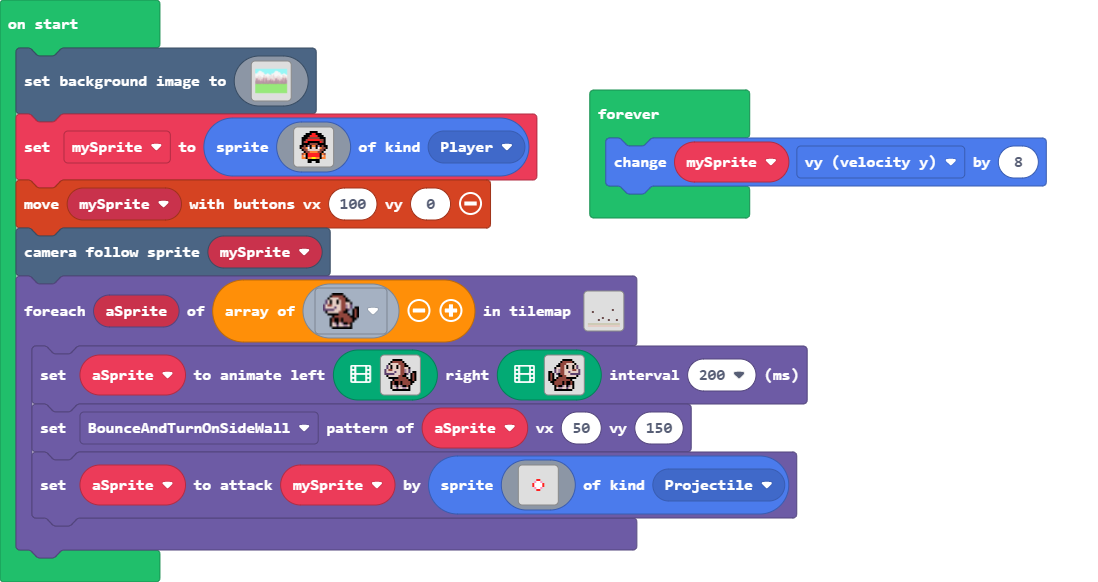 on start
set background image to
set mySprite to sprite of kind Player
move mySprite with buttons vx 100 vy 0
camera follow sprite mySprite
foreach aSprite of array of in tilemap
set aSprite to animate left right interval 200 (ms)
set BounceAndTurnOnSideWall pattern of aSprite vx 50 vy 150
set aSprite to attack mySprite by sprite of kind Projectile
forever
change mySprite vy (velocity y) by 8